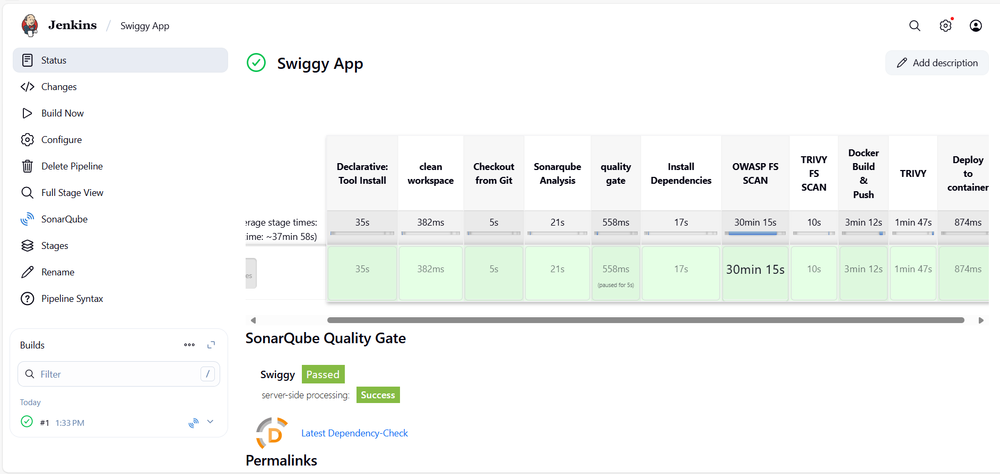 Jenkins / Swiggy App
Status
Changes
Build Now
Configure
Delete Pipeline
Full Stage View
SonarQube
Stages
Rename
Pipeline Syntax
Builds
Filter /
Today
#1 1:33 PM
Swiggy App
Add description
Declarative:
Tool Install
clean
workspace
Checkout
from Git
Sonarqube
Analysis
quality
gate
Install
Dependencies
OWASP FS
SCAN
TRIVY
FS
SCAN
Docker
Build
&
Push
TRIVY
Deploy
to
container
erage stage times:
time: ~37min 58s)
35s 382ms 5s 21s 558ms 17s 30min 15s 10s 3min 12s 1min 47s 874ms
es
35s 382ms 5s 21s 558ms 17s 30min 15s 10s 3min 12s 1min 47s 874ms
(paused for 5s)
SonarQube Quality Gate
Swiggy Passed
server-side processing: Success
D
Latest Dependency-Check
Permalinks